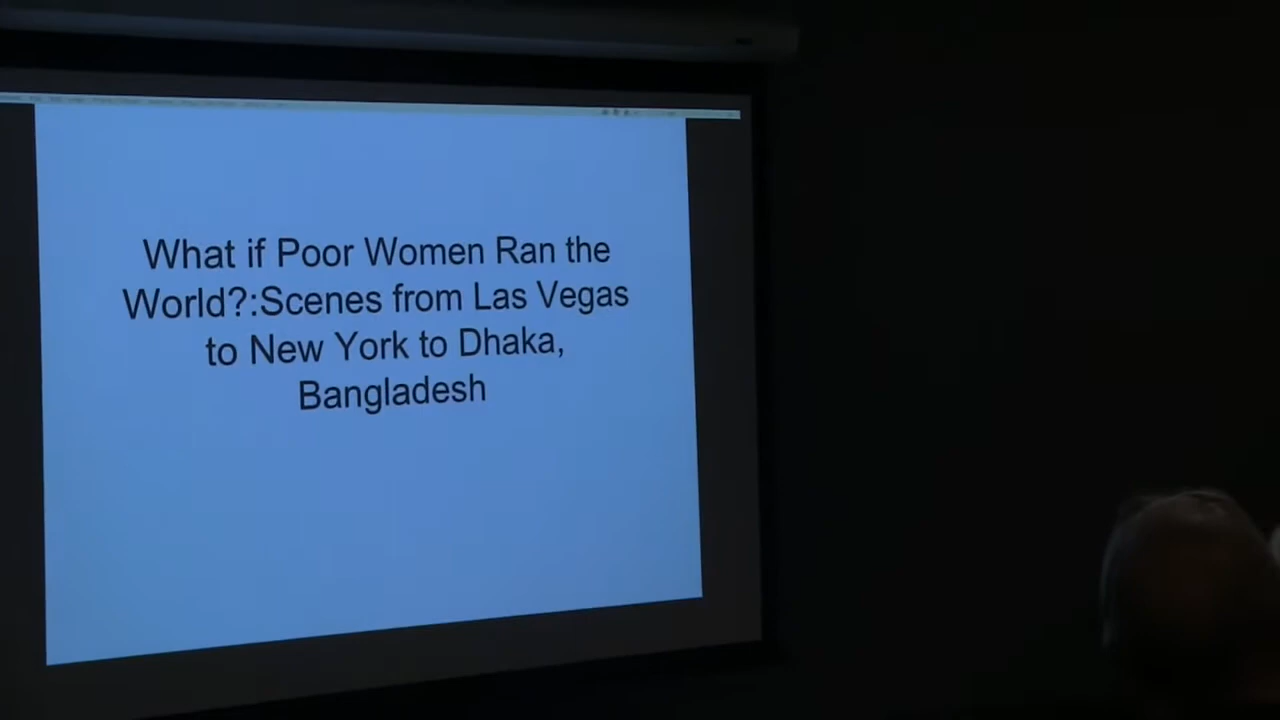 What if Poor Women Ran the
World?:Scenes from Las Vegas
to New York to Dhaka,
Bangladesh